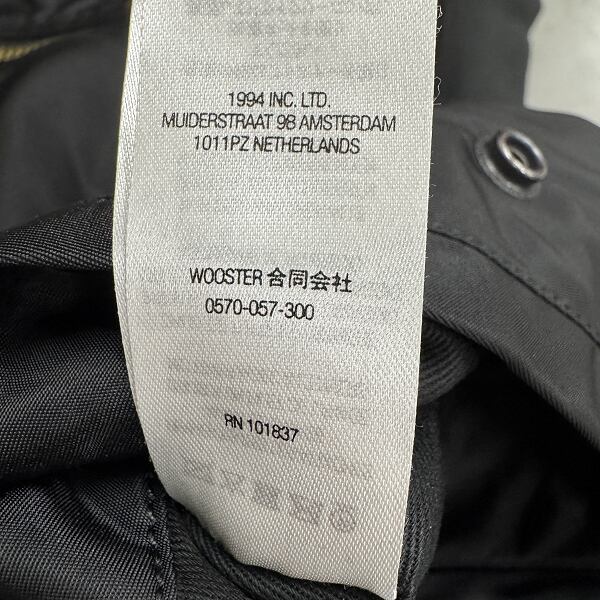 1994 INC. LTD.
MUIDERSTRAAT 98 AMSTERDAM
1011PZ NETHERLANDS
WOOSTER 合同会社
0570-057-300
RN 101837